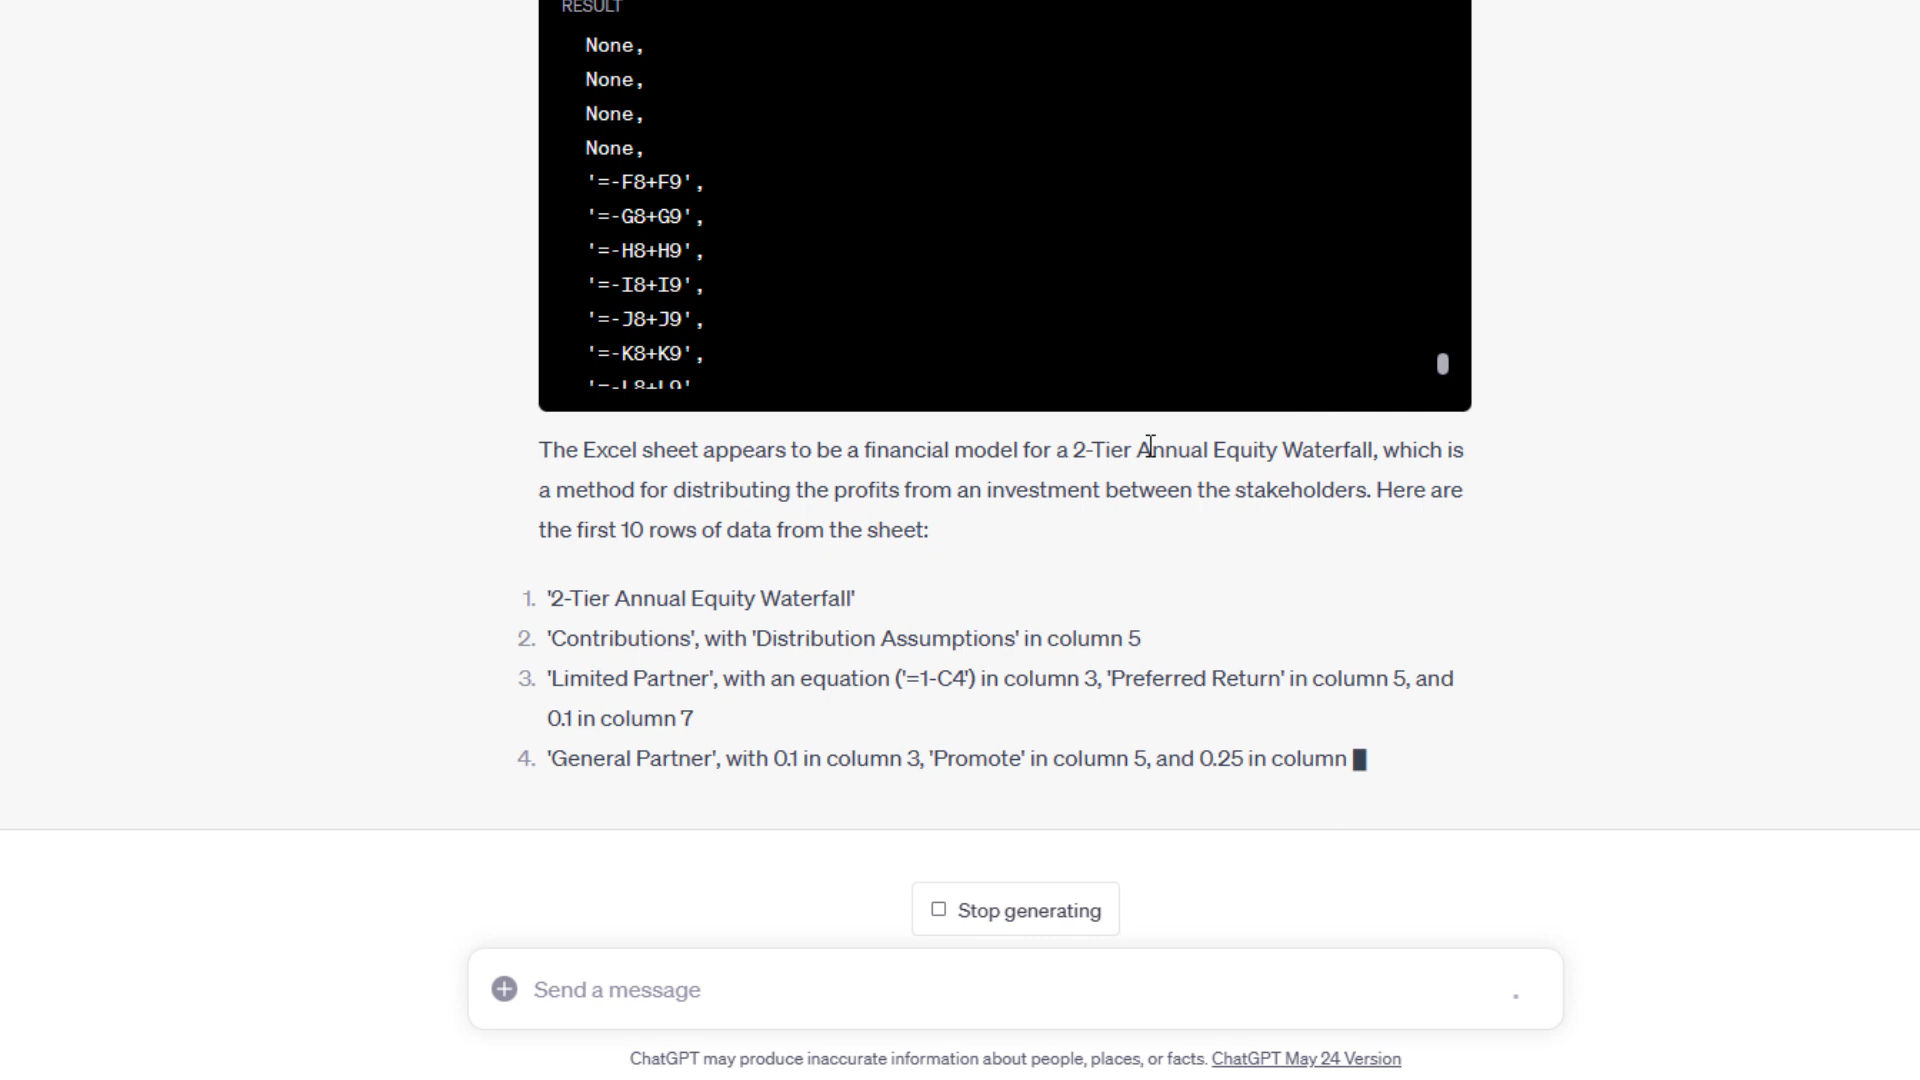 RESULT
None,
None,
None,
None,
'=-F8+F9',
'=-G8+G9',
'=-H8+H9',
'=-I8+I9',
'=-J8+J9',
'=-K8+K9',
'=-L8+L9'
The Excel sheet appears to be a financial model for a 2-Tier Annual Equity Waterfall, which is
a method for distributing the profits from an investment between the stakeholders. Here are
the first 10 rows of data from the sheet:
1. '2-Tier Annual Equity Waterfall'
2. 'Contributions', with 'Distribution Assumptions' in column 5
3. 'Limited Partner', with an equation ('=1-C4') in column 3, 'Preferred Return' in column 5, and
0.1 in column 7
4. 'General Partner', with 0.1 in column 3, 'Promote' in column 5, and 0.25 in column
Stop generating
Send a message
ChatGPT may produce inaccurate information about people, places, or facts. ChatGPT May 24 Version